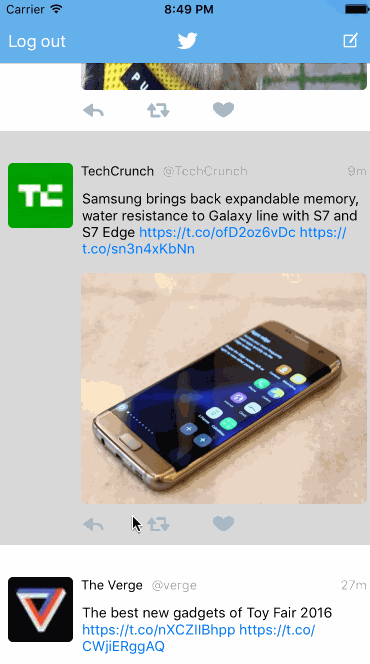 Carrier 8:49 PM
Log out
PU
TechCrunch @TechCrunch 9m
TC
Samsung brings back expandable memory,
water resistance to Galaxy line with S7 and
S7 Edge https://t.co/ofD2oz6vDc https://
t.co/sn3n4xKbNn
The Verge @verge 27m
The best new gadgets of Toy Fair 2016
https://t.co/nXCZIlBhpp https://t.co/
CWjiERggAQ